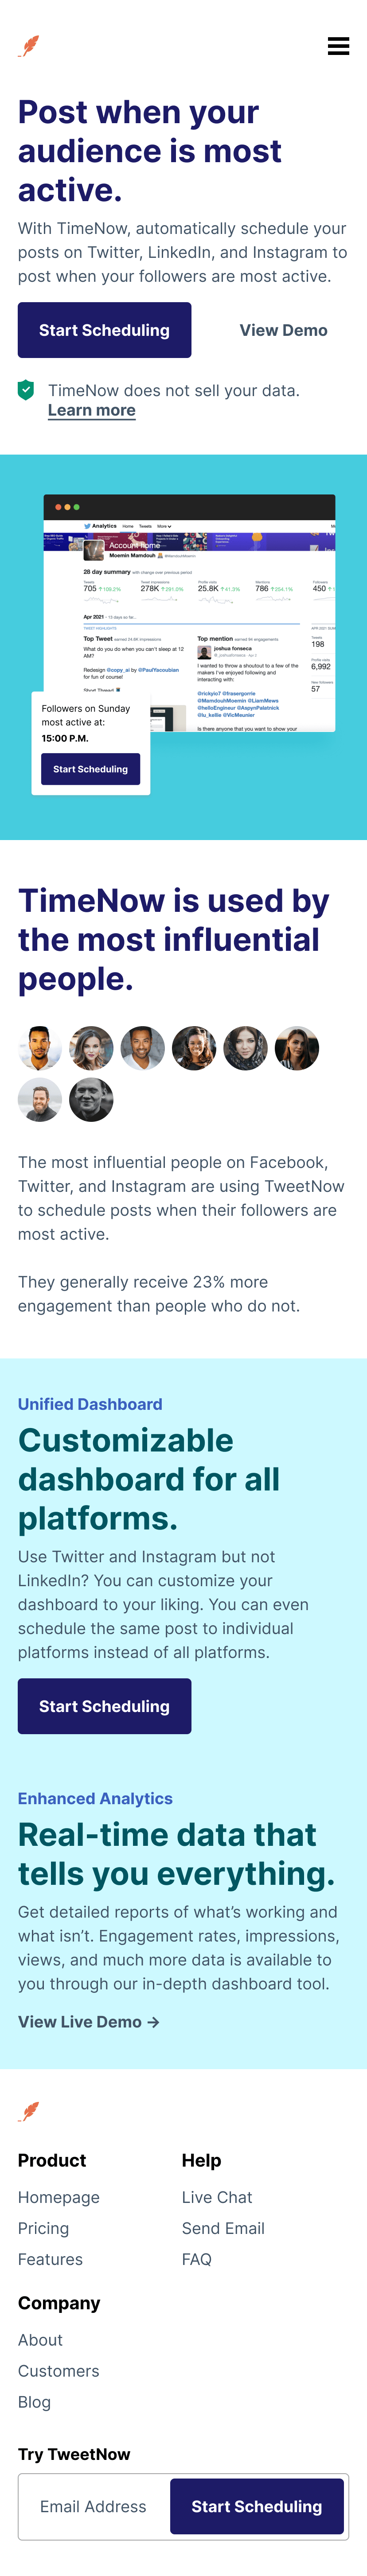 Post when your
audience is most
active.
With TimeNow, automatically schedule your
posts on Twitter, LinkedIn, and Instagram to
post when your followers are most active.
Start Scheduling
View Demo
TimeNow does not sell your data.
Learn more
Analytics Home Tweets More
Account home
Moemin Mamdouh
28 day summary with change over previous period
Tweets
705 ↑109.2%
Tweet impressions
278K ↑281.0%
Profile visits
25.8K ↑41.3%
Mentions
786 ↑254.1%
Followers
450
Apr 2021
TWEET HIGHLIGHTS
Top Tweet earned 24.6K impressions
What do you when you can't sleep at 12
AM?
Redesign @copy_ai by @PaulYacoubian
for fun of course!
Top mention earned 94 engagements
joshua fonseca
I wanted to throw a shoutout to a few of the
makers I've enjoyed following and
interacting with:
@rickyio7 @frasergorrie
@MamdouhMoemin @LiamMews
@helloEngineur @AspynPalatnick
@lu_kellie @VicMeunier
Is there anyone that you want to show your
Tweets
198
Profile visits
6,992
New followers
57
Followers on Sunday
most active at:
15:00 P.M.
Start Scheduling
TimeNow is used by
the most influential
people.
The most influential people on Facebook,
Twitter, and Instagram are using TweetNow
to schedule posts when their followers are
most active.
They generally receive 23% more
engagement than people who do not.
Unified Dashboard
Customizable
dashboard for all
platforms.
Use Twitter and Instagram but not
LinkedIn? You can customize your
dashboard to your liking. You can even
schedule the same post to individual
platforms instead of all platforms.
Start Scheduling
Enhanced Analytics
Real-time data that
tells you everything.
Get detailed reports of what's working and
what isn't. Engagement rates, impressions,
views, and much more data is available to
you through our in-depth dashboard tool.
View Live Demo →
Product
Homepage
Pricing
Features
Help
Live Chat
Send Email
FAQ
Company
About
Customers
Blog
Try TweetNow
Email Address
Start Scheduling